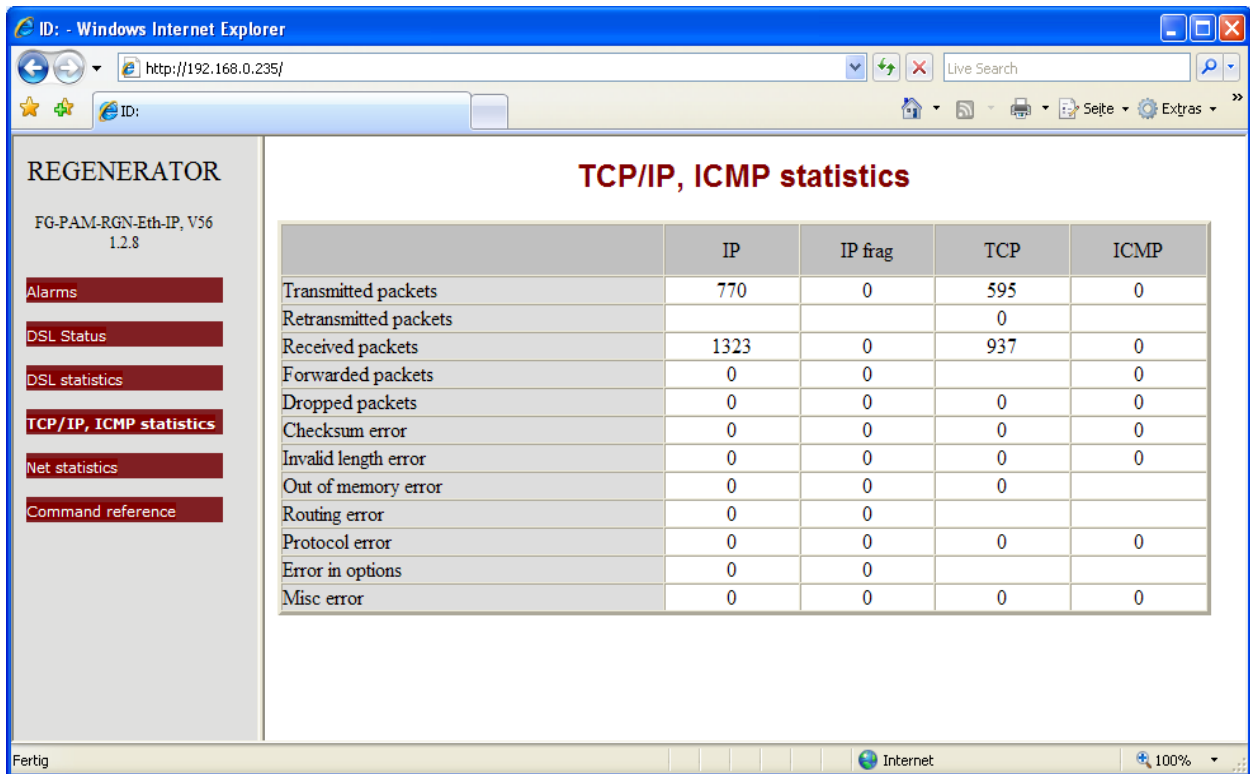 ID: - Windows Internet Explorer
http://192.168.0.235/
Live Search
ID:
Seite
Extras
»
REGENERATOR
FG-PAM-RGN-Eth-IP, V56
1.2.8
Alarms
DSL Status
DSL statistics
TCP/IP, ICMP statistics
Net statistics
Command reference
TCP/IP, ICMP statistics
IP IP frag TCP ICMP
Transmitted packets 770 0 595 0
Retransmitted packets 0
Received packets 1323 0 937 0
Forwarded packets 0 0 0
Dropped packets 0 0 0 0
Checksum error 0 0 0 0
Invalid length error 0 0 0 0
Out of memory error 0 0 0
Routing error 0 0
Protocol error 0 0 0 0
Error in options 0 0
Misc error 0 0 0 0
Fertig
Internet
100%